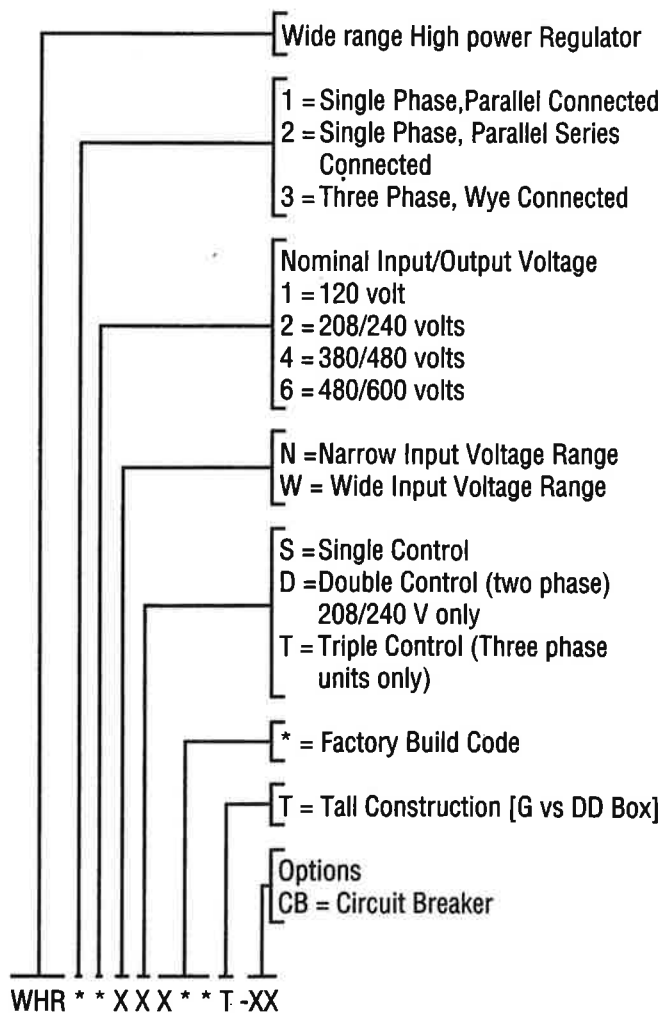 Wide range High power Regulator
1 = Single Phase,Parallel Connected
2 = Single Phase, Parallel Series
Connected
3 = Three Phase, Wye Connected
Nominal Input/Output Voltage
1 = 120 volt
2 = 208/240 volts
4 = 380/480 volts
6 = 480/600 volts
N =Narrow Input Voltage Range
W = Wide Input Voltage Range
S =Single Control
D =Double Control (two phase)
208/240 V only
T = Triple Control (Three phase
units only)
* = Factory Build Code
T = Tall Construction [G vs DD Box]
Options
CB = Circuit Breaker
WHR * * X X X * * T -XX